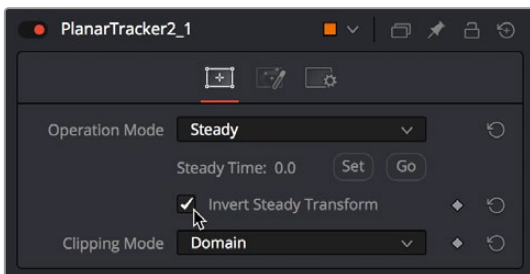 PlanarTracker2_1
Operation Mode Steady
Steady Time: 0.0 Set Go
Invert Steady Transform
Clipping Mode Domain